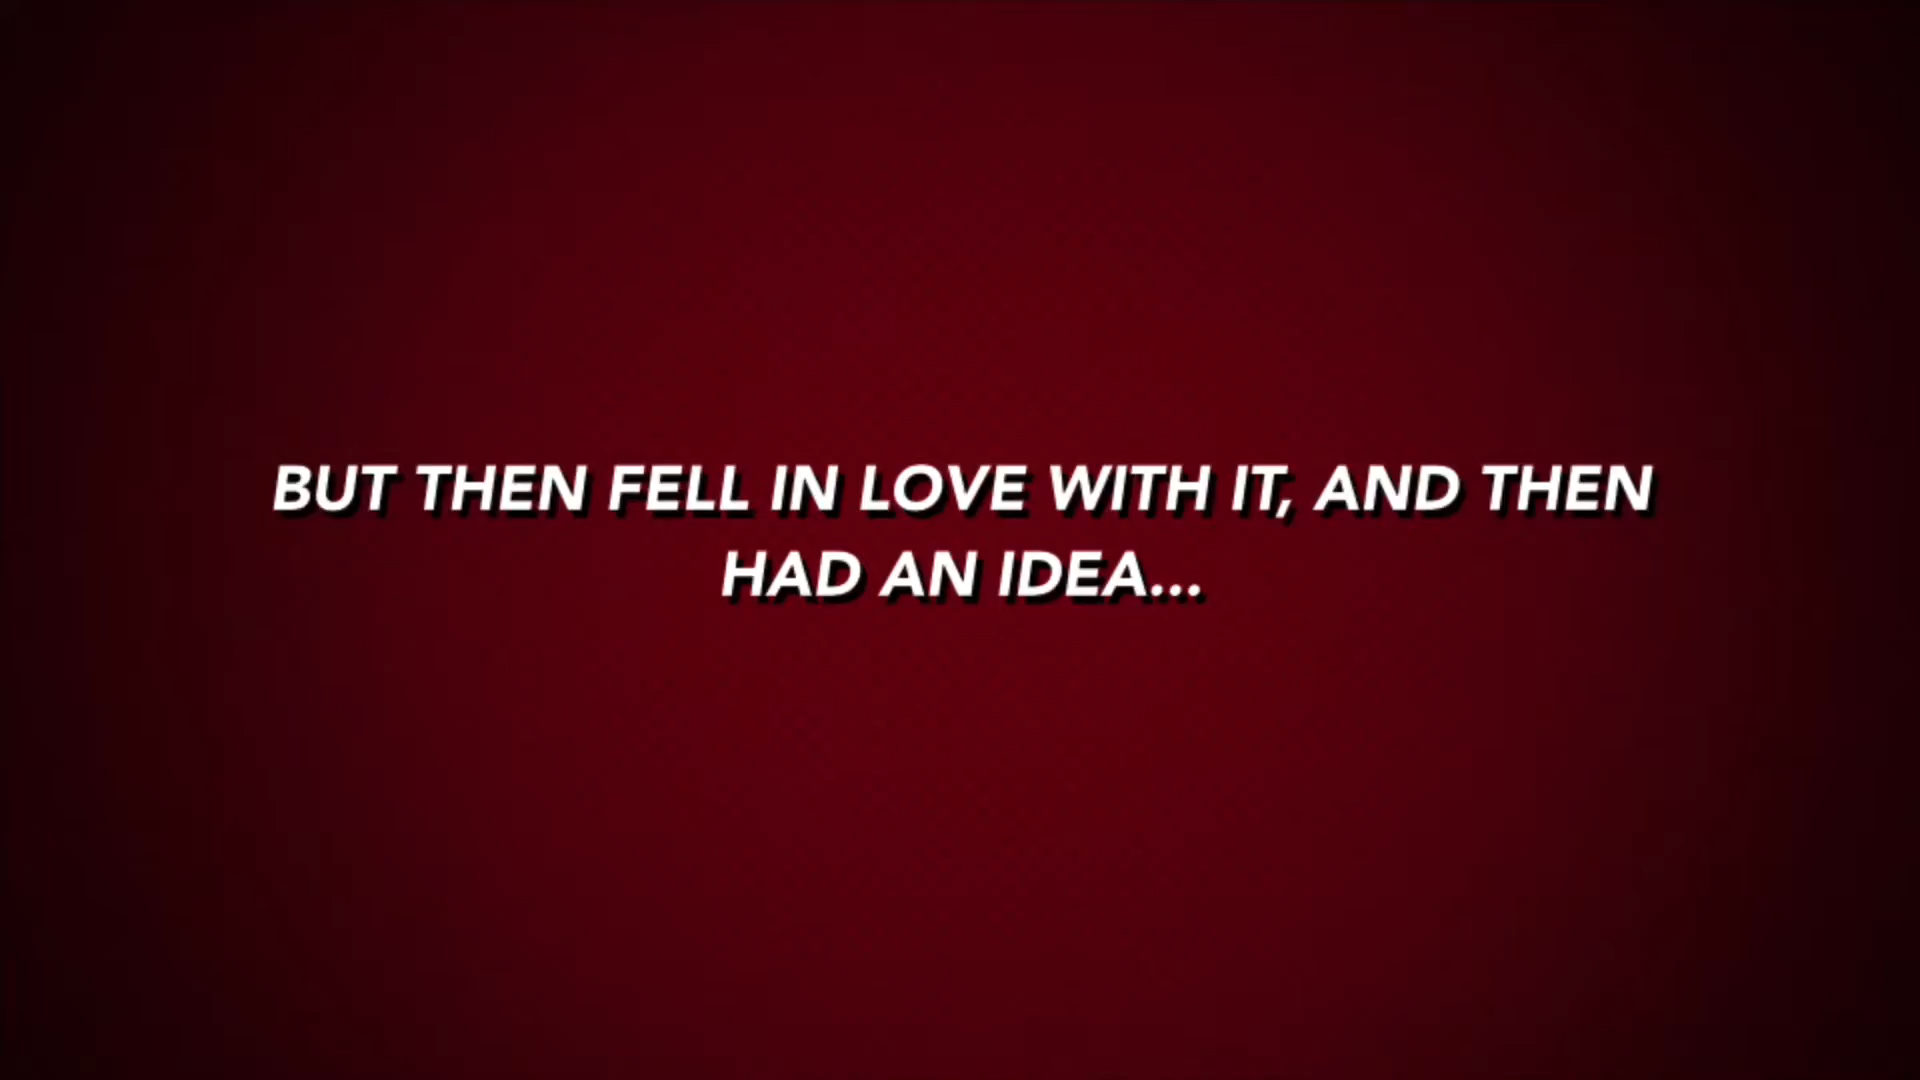 BUT THEN FELL IN LOVE WITH IT, AND THEN
HAD AN IDEA...